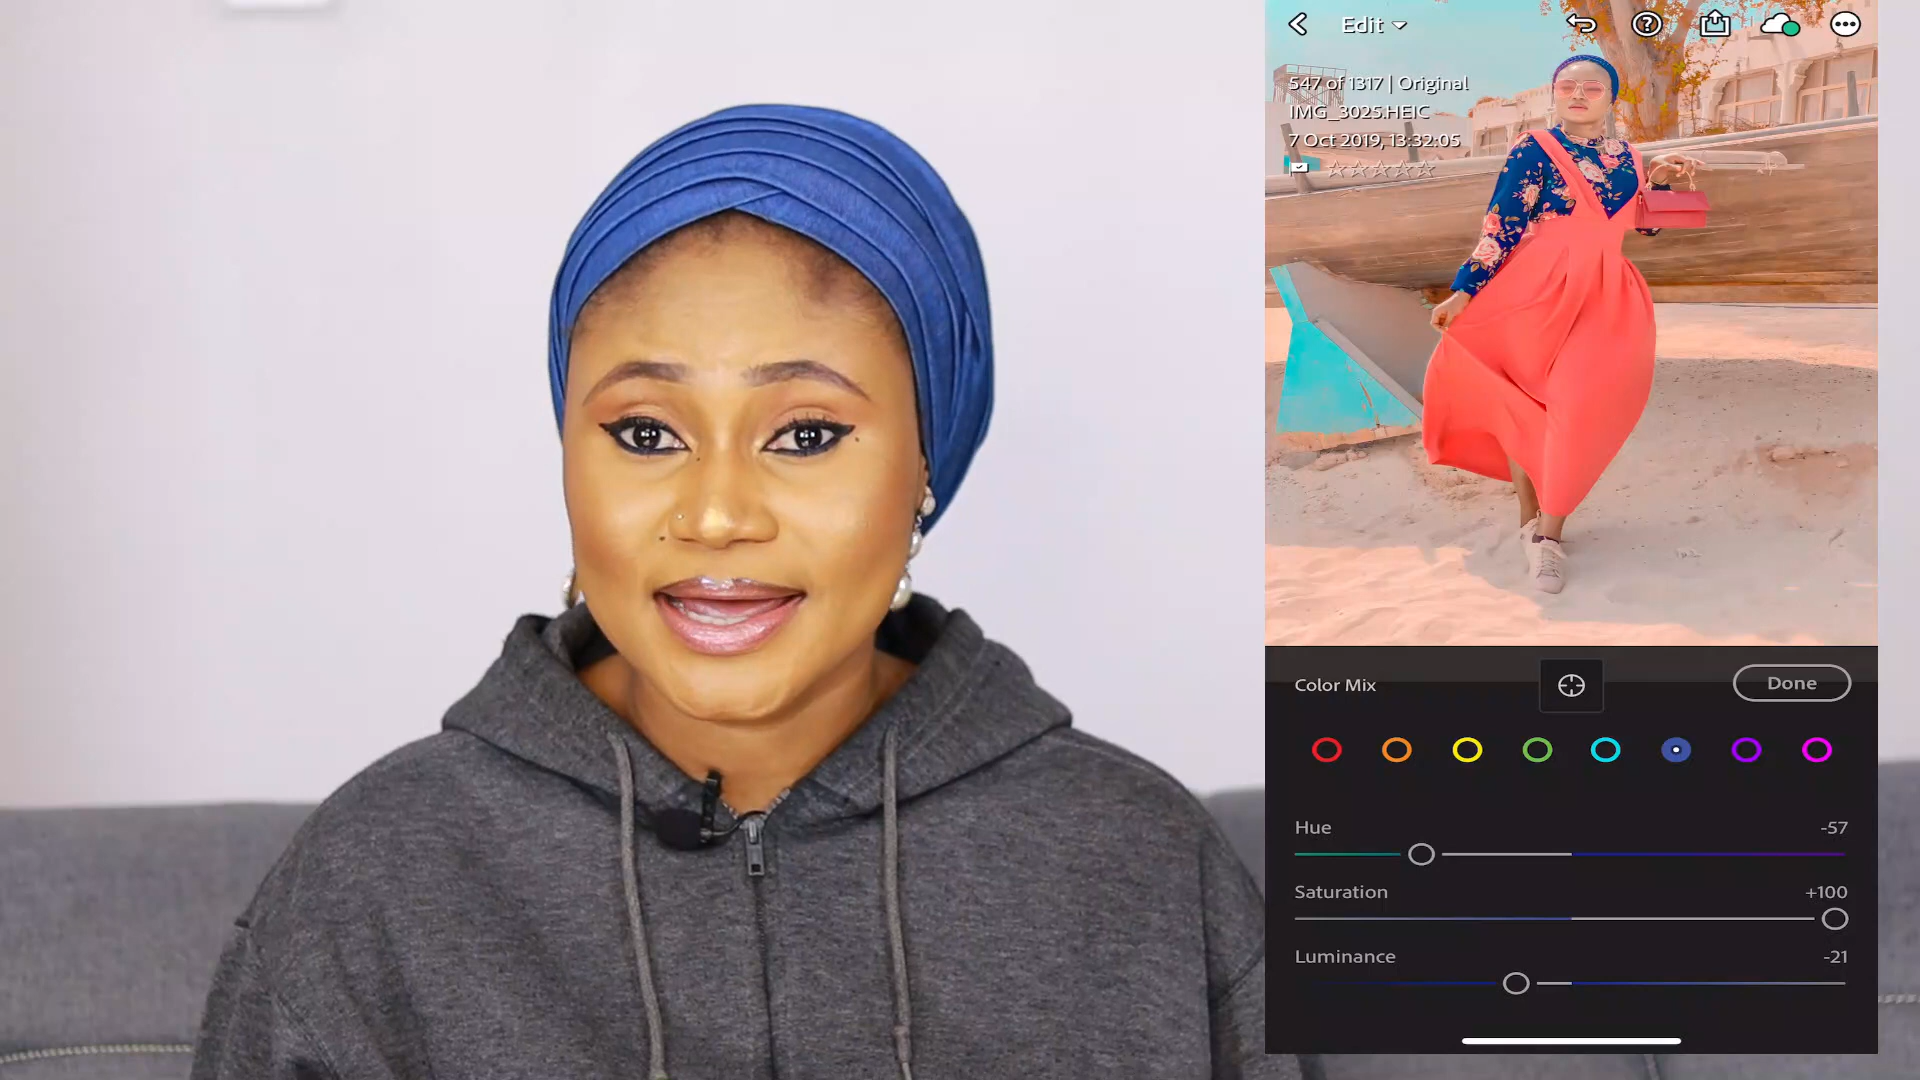 Edit
547 of 1317 | Original
IMG_3025.HEIC
7 Oct 2019, 13:32:05
Color Mix
Done
Hue -57
Saturation +100
Luminance -21